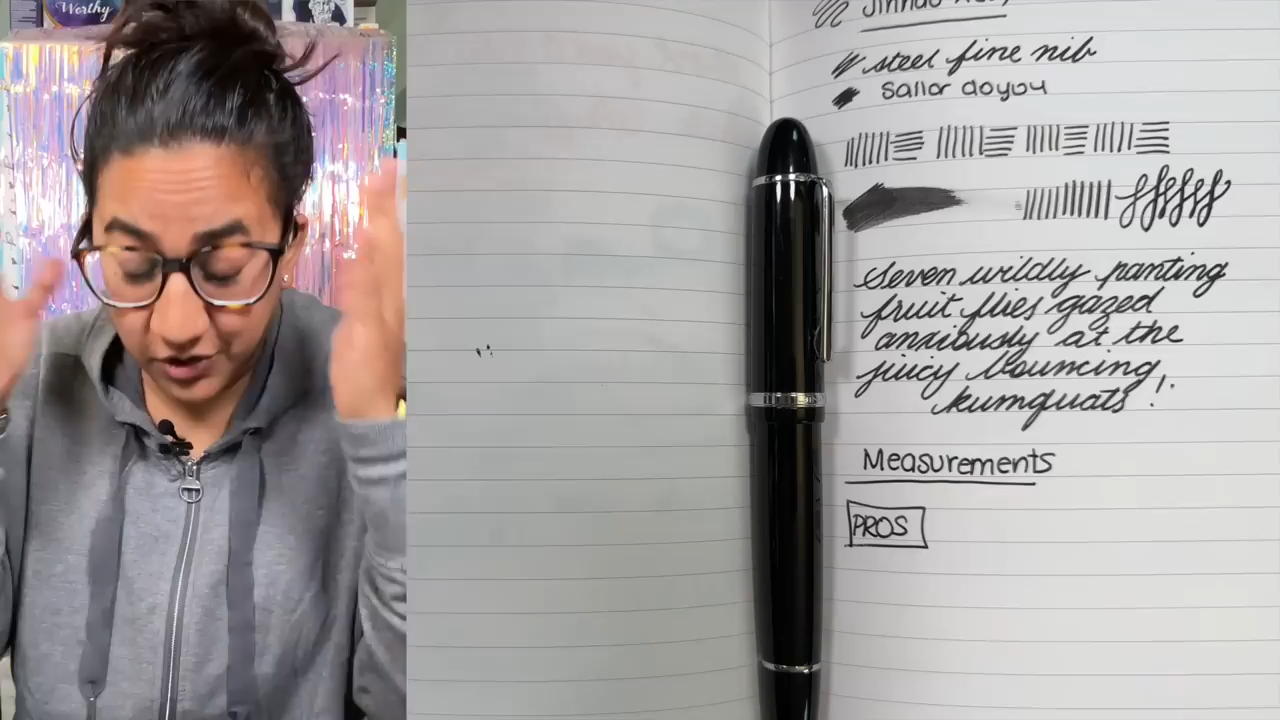 Worthy
Jinhao
steel fine nib
Sailor doyou
Seven wildly panting
fruit flies gazed
anxiously at the
juicy bouncing
kumquats!
Measurements
PROS